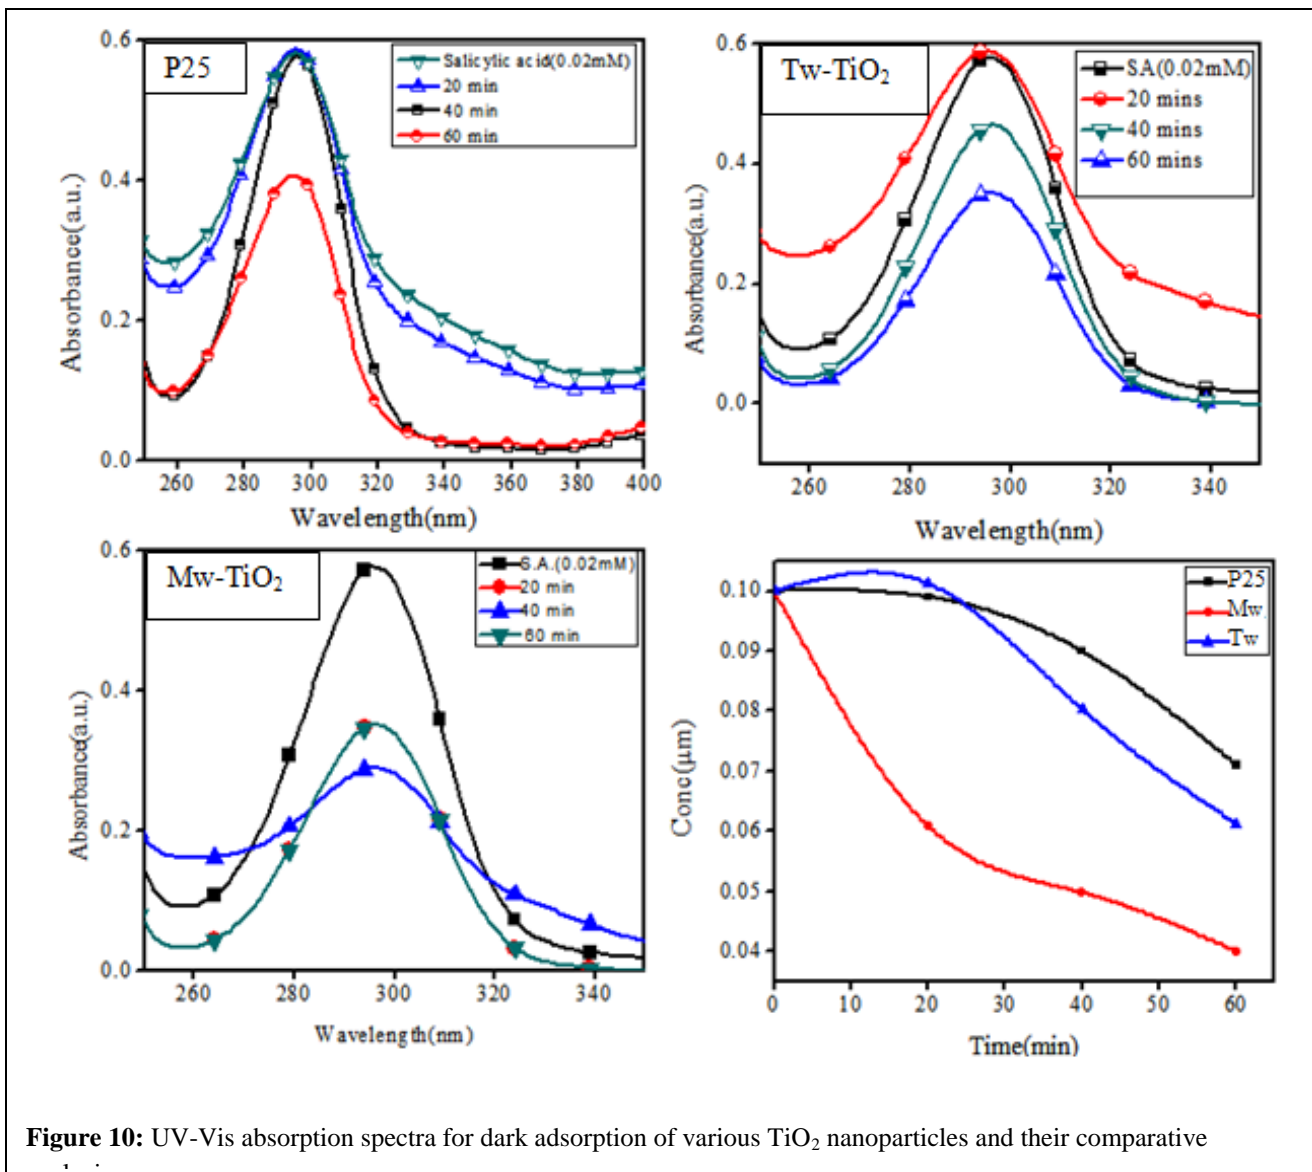 P25
Salicylic acid(0.02mM)
20 min
40 min
60 min
0.6
0.4
0.2
0.0
Absorbance(a.u.)
260 280 300 320 340 360 380 400
Wavelength(nm)
Tw-TiO₂
SA(0.02mM)
20 mins
40 mins
60 mins
0.6
0.4
0.2
0.0
Absorbance(a.u.)
260 280 300 320 340
Wavelength(nm)
Mw-TiO₂
S.A.(0.02mM)
20 min
40 min
60 min
0.6
0.4
0.2
0.0
Absorbance(a.u.)
260 280 300 320 340
Wavelength(nm)
P25
Mw
Tw
0.10
0.09
0.08
0.07
0.06
0.05
0.04
Conc(μm)
0 10 20 30 40 50 60
Time(min)
Figure 10: UV-Vis absorption spectra for dark adsorption of various TiO₂ nanoparticles and their comparative